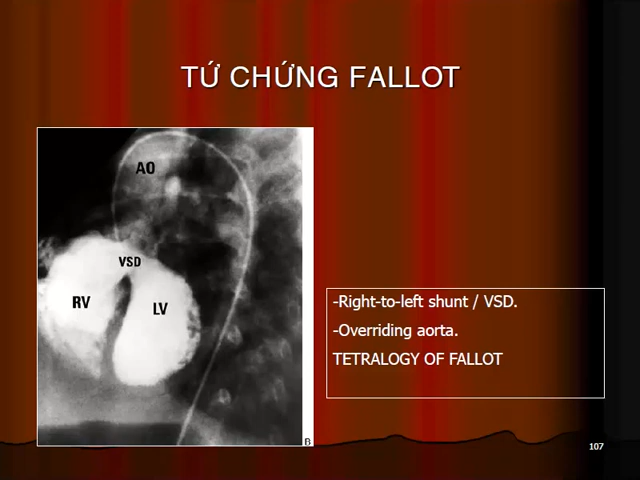 TỨ CHỨNG FALLOT
AO
VSD
RV
LV
B
-Right-to-left shunt / VSD.
-Overriding aorta.
TETRALOGY OF FALLOT
107